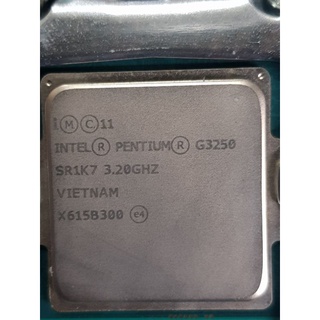 i Ⓜ Ⓒ 11
INTEL® PENTIUM® G3250
SR1K7 3.20GHZ
VIETNAM
X615B300 e4